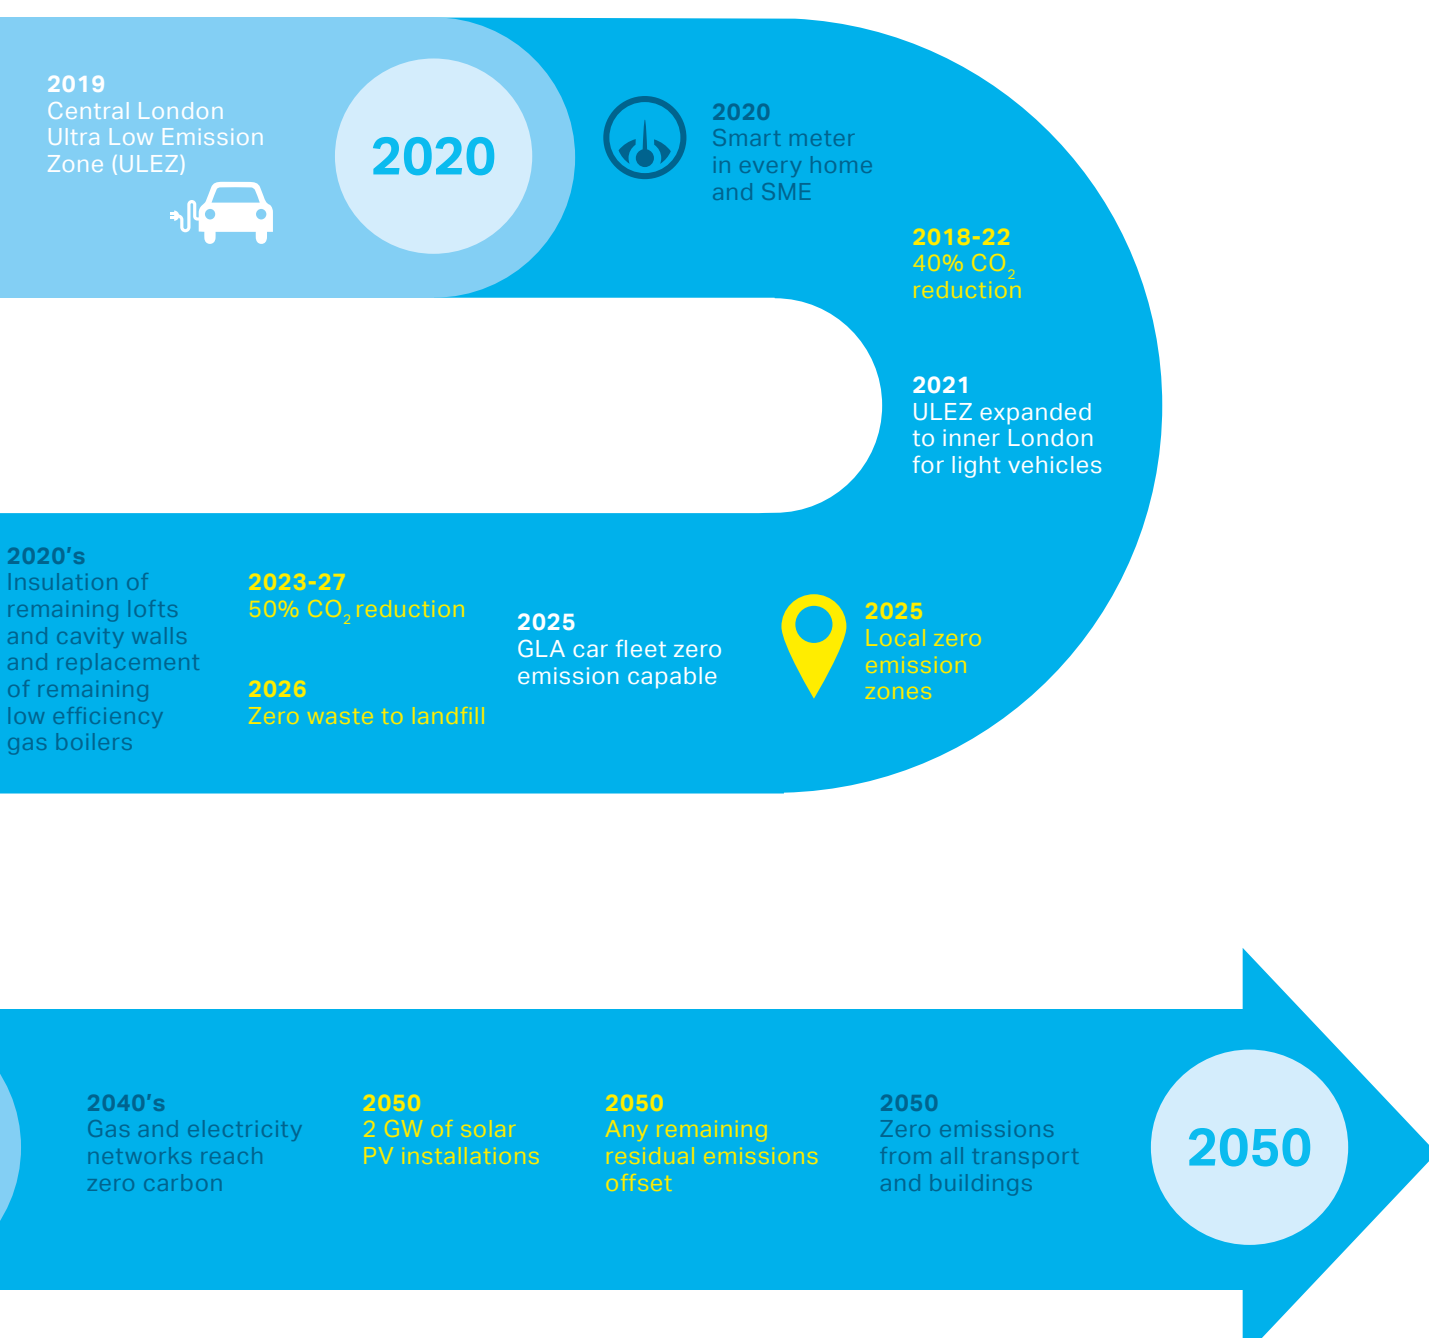 2019
Central London
Ultra Low Emission
Zone (ULEZ)
2020
2020
Smart meter
in every home
and SME
2018-22
40% CO2
reduction
2021
ULEZ expanded
to inner London
for light vehicles
2025
Local zero
emission
zones
2025
GLA car fleet zero
emission capable
2023-27
50% CO2 reduction
2026
Zero waste to landfill
2020's
Insulation of
remaining lofts
and cavity walls
and replacement
of remaining
low efficiency
gas boilers
2040's
Gas and electricity
networks reach
zero carbon
2050
2 GW of solar
PV installations
2050
Any remaining
residual emissions
offset
2050
Zero emissions
from all transport
and buildings
2050